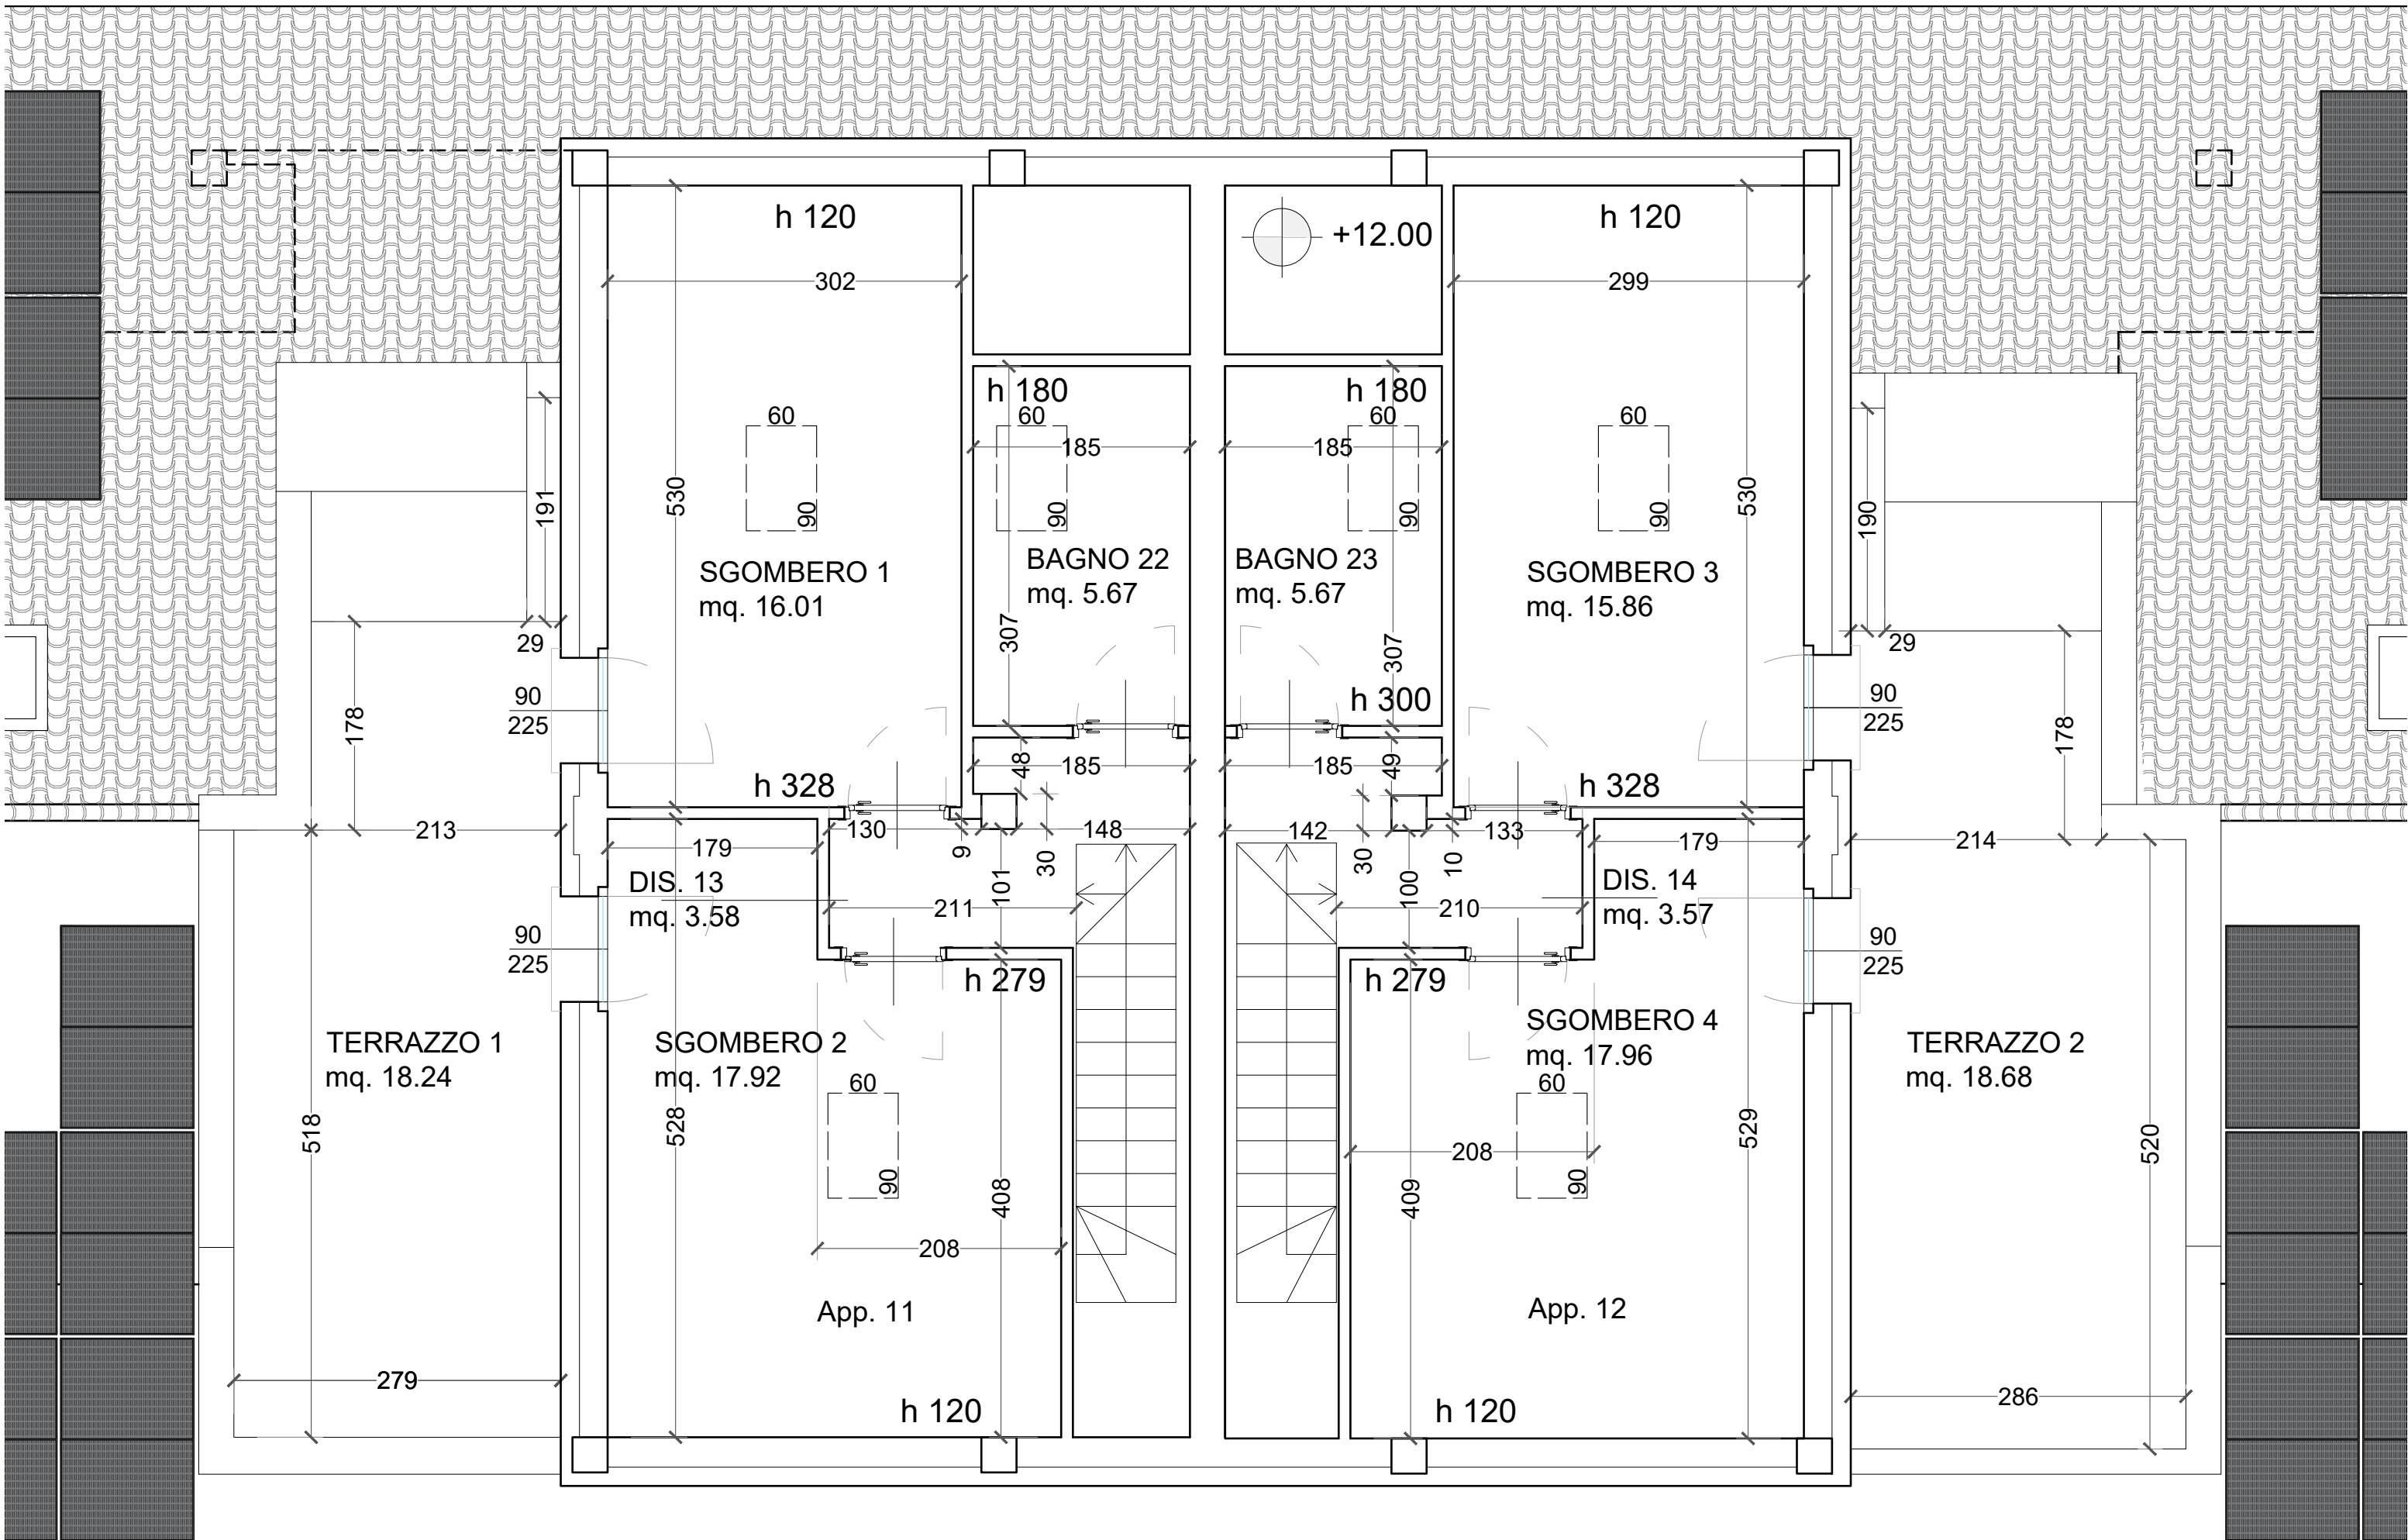 h 120
h 120
+12.00
302
299
h 180
h 180
60
60
60
60
185
185
530
530
191
190
90
90
90
90
SGOMBERO 1
mq. 16.01
BAGNO 22
mq. 5.67
BAGNO 23
mq. 5.67
SGOMBERO 3
mq. 15.86
307
307
29
29
90
225
90
225
h 300
178
178
h 328
h 328
48
185
185
49
213
130
9
30
148
142
30
10
133
214
179
179
101
100
DIS. 13
mq. 3.58
DIS. 14
mq. 3.57
211
210
90
225
90
225
h 279
h 279
TERRAZZO 1
mq. 18.24
SGOMBERO 2
mq. 17.92
SGOMBERO 4
mq. 17.96
TERRAZZO 2
mq. 18.68
60
60
518
528
529
520
90
90
208
408
409
208
App. 11
App. 12
279
286
h 120
h 120